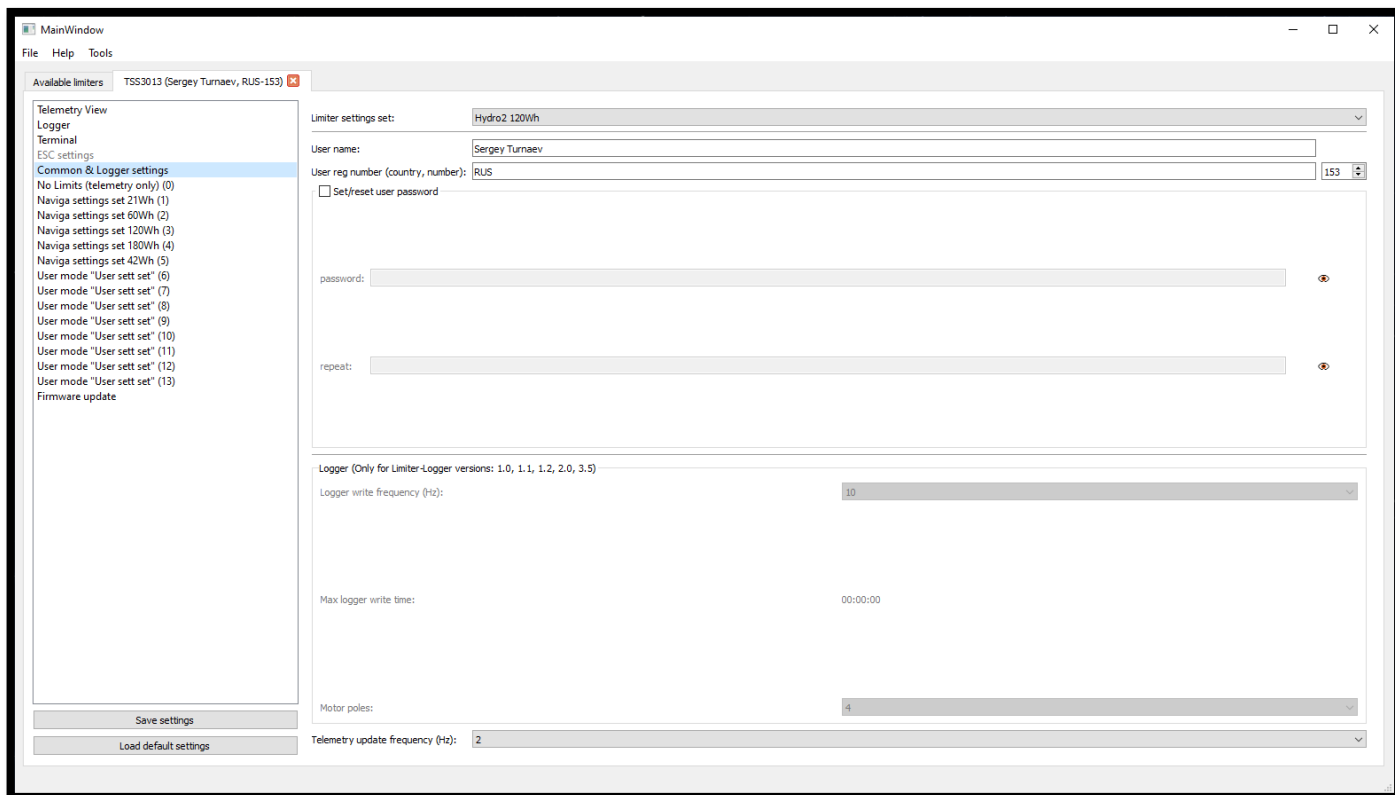 MainWindow
File Help Tools
Available limiters TSS3013 (Sergey Turnaev, RUS-153)
Telemetry View
Logger
Terminal
ESC settings
Common & Logger settings
No Limits (telemetry only) (0)
Naviga settings set 21Wh (1)
Naviga settings set 60Wh (2)
Naviga settings set 120Wh (3)
Naviga settings set 180Wh (4)
Naviga settings set 42Wh (5)
User mode "User sett set" (6)
User mode "User sett set" (7)
User mode "User sett set" (8)
User mode "User sett set" (9)
User mode "User sett set" (10)
User mode "User sett set" (11)
User mode "User sett set" (12)
User mode "User sett set" (13)
Firmware update
Save settings
Load default settings
Limiter settings set: Hydro2 120Wh
User name: Sergey Turnaev
User reg number (country, number): RUS 153
Set/reset user password
password:
repeat:
Logger (Only for Limiter-Logger versions: 1.0, 1.1, 1.2, 2.0, 3.5)
Logger write frequency (Hz): 10
Max logger write time: 00:00:00
Motor poles: 4
Telemetry update frequency (Hz): 2